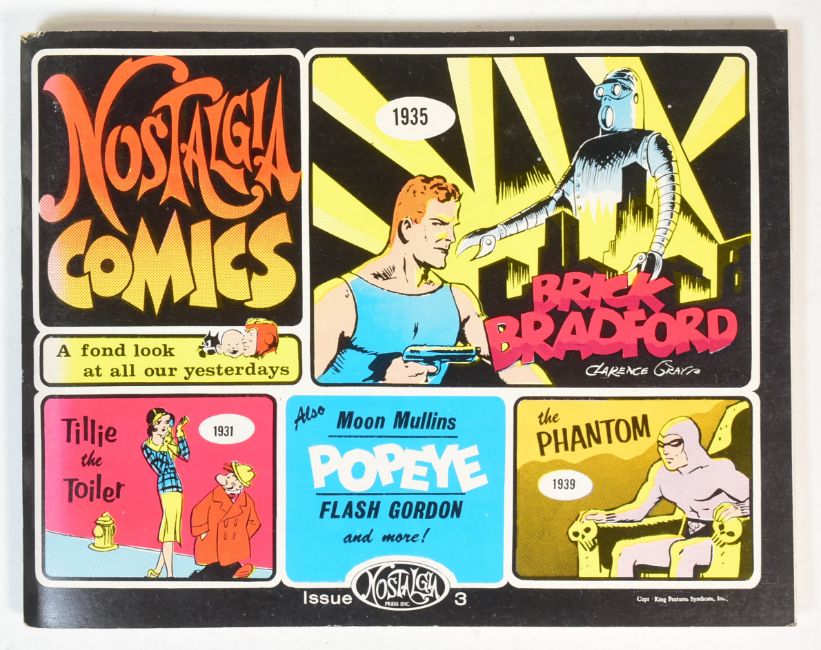 NOSTALGIA
COMICS
A fond look
at all our yesterdays
1935
BRICK
BRADFORD
CLARENCE GRAY
Tillie
the
Toiler
1931
Also
Moon Mullins
POPEYE
FLASH GORDON
and more!
the
PHANTOM
1939
Issue
NOSTALGIA
PRESS INC.
3
Copr. King Features Syndicate, Inc.